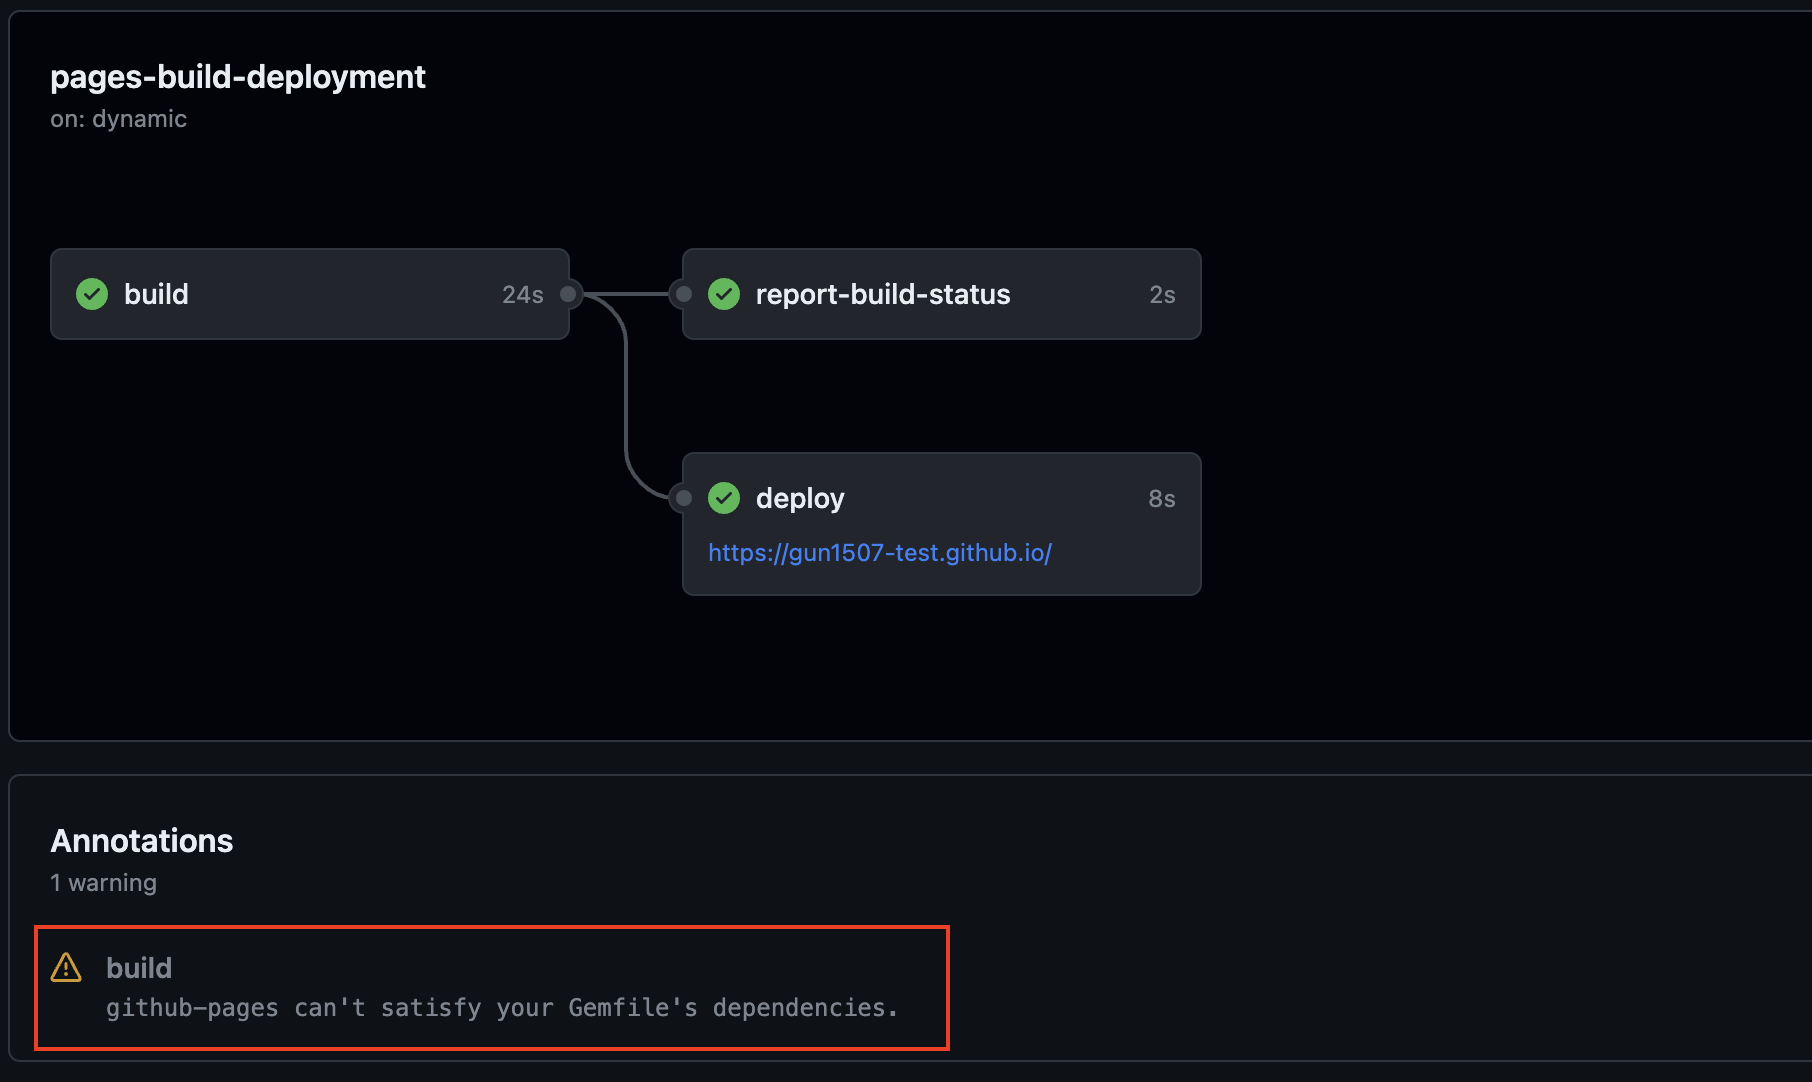 pages-build-deployment
on: dynamic
build 24s
report-build-status 2s
deploy 8s
https://gun1507-test.github.io/
Annotations
1 warning
build
github-pages can't satisfy your Gemfile's dependencies.